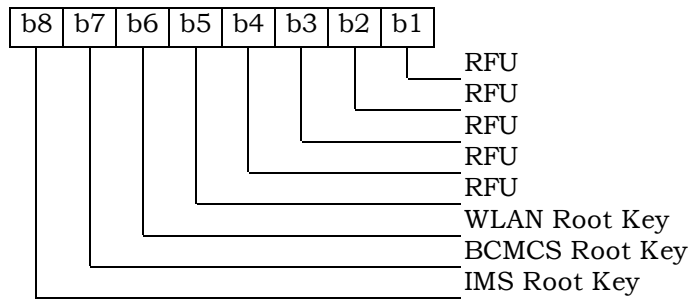 b8 b7 b6 b5 b4 b3 b2 b1
RFU
RFU
RFU
RFU
RFU
WLAN Root Key
BCMCS Root Key
IMS Root Key